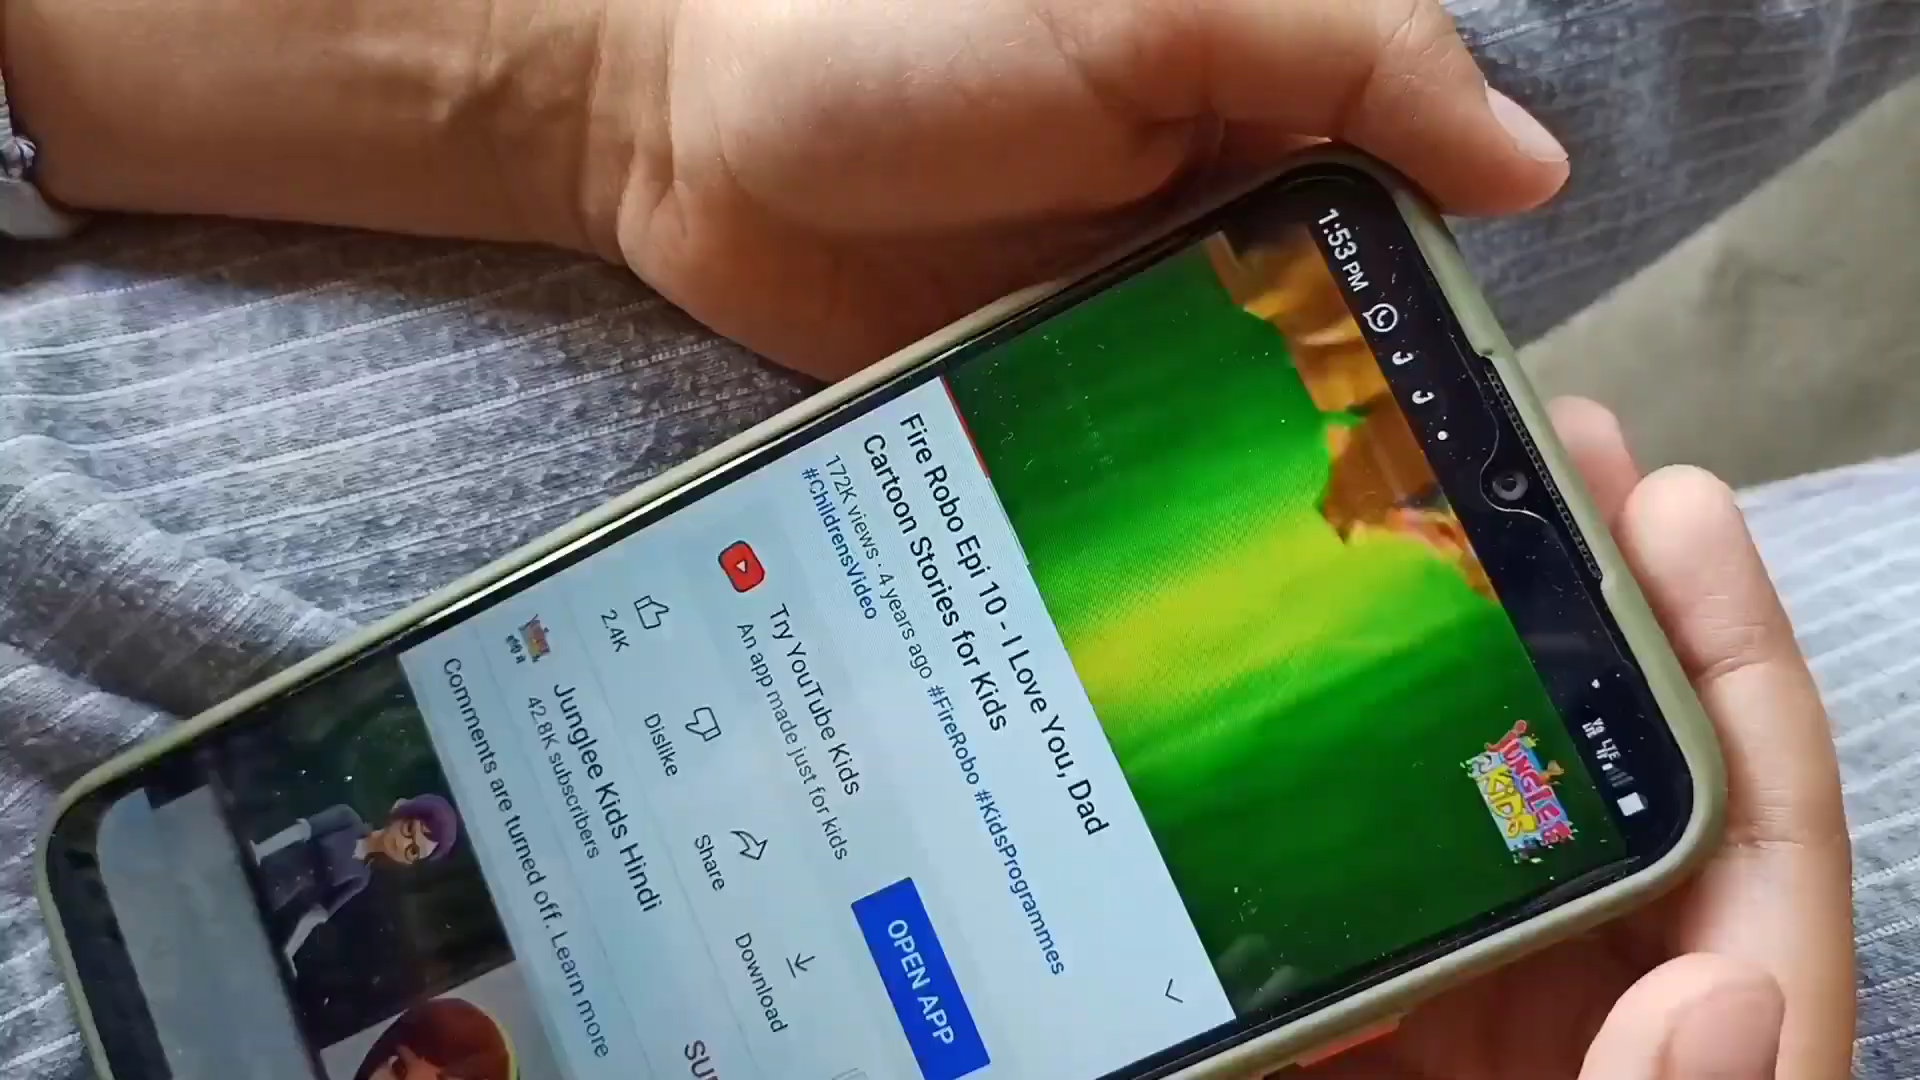 1:53 PM
JUNGLEE
KIDS
Fire Robo Epi 10 - I Love You, Dad
Cartoon Stories for Kids
172K views · 4 years ago #FireRobo #KidsProgrammes
#ChildrensVideo
Try YouTube Kids
An app made just for kids
OPEN APP
2.4K
Dislike
Share
Download
Junglee Kids Hindi
42.8K subscribers
Comments are turned off. Learn more